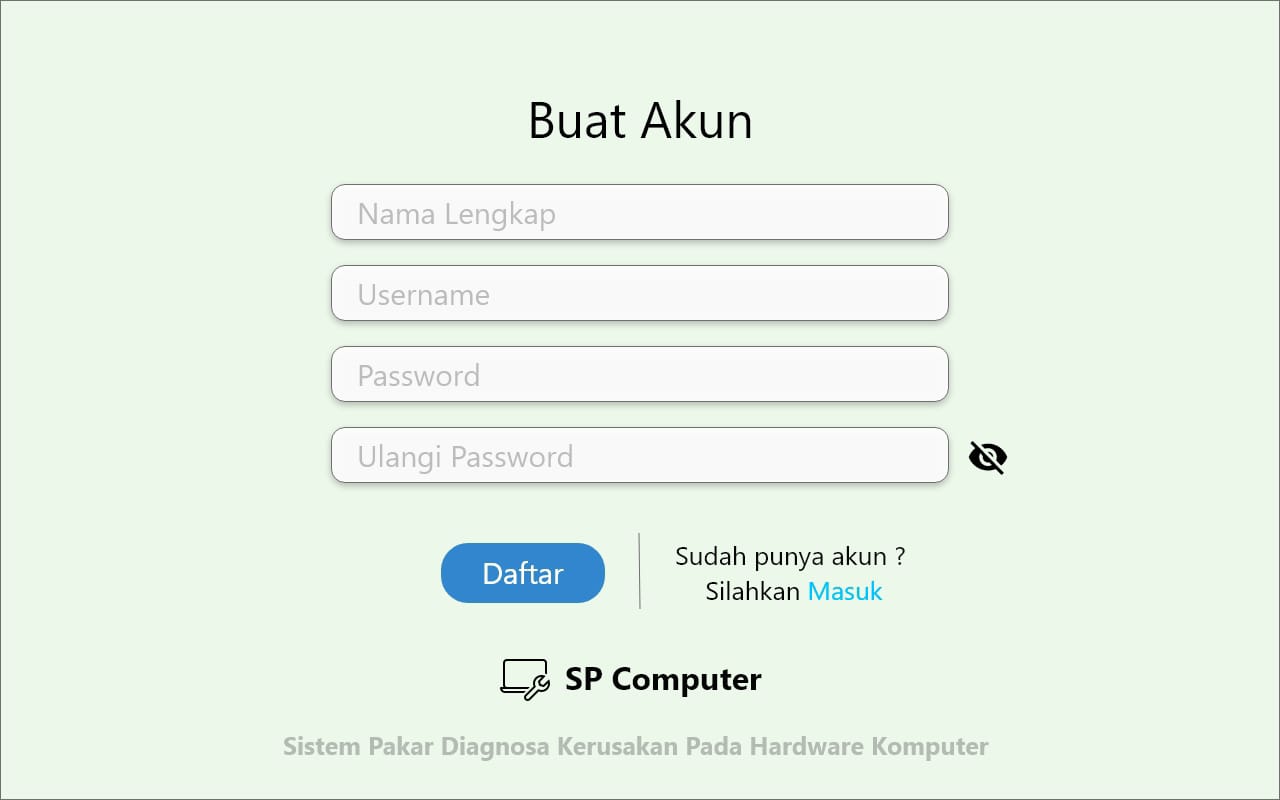 Buat Akun
Nama Lengkap
Username
Password
Ulangi Password
Daftar
Sudah punya akun ?
Silahkan Masuk
SP Computer
Sistem Pakar Diagnosa Kerusakan Pada Hardware Komputer